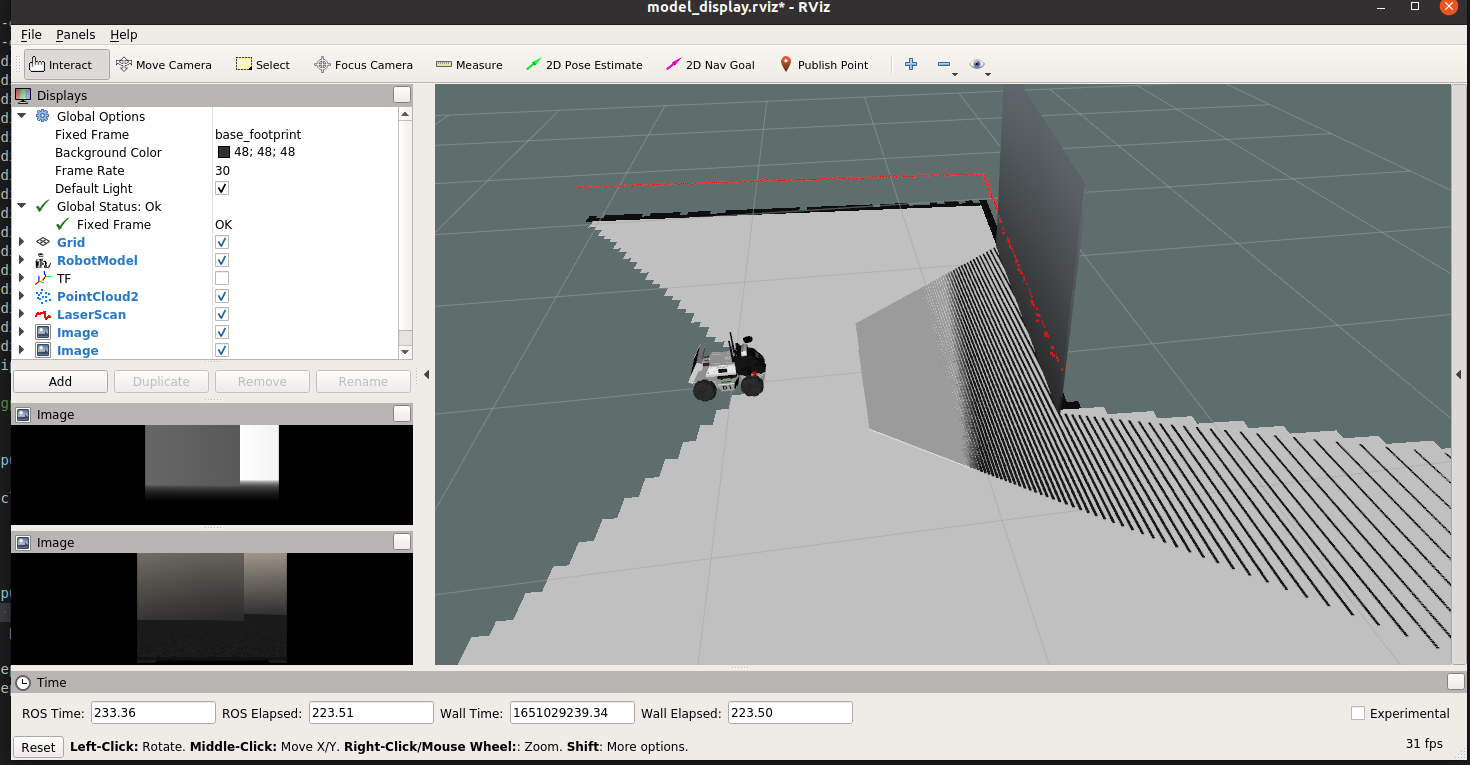 model_display.rviz* - RViz
File Panels Help
Interact Move Camera Select Focus Camera Measure 2D Pose Estimate 2D Nav Goal Publish Point
Displays
Global Options
Fixed Frame base_footprint
Background Color 48; 48; 48
Frame Rate 30
Default Light
Global Status: Ok
Fixed Frame OK
Grid
RobotModel
TF
PointCloud2
LaserScan
Image
Image
Add Duplicate Remove Rename
Image
Image
Time
ROS Time: 233.36 ROS Elapsed: 223.51 Wall Time: 1651029239.34 Wall Elapsed: 223.50 Experimental
Reset Left-Click: Rotate. Middle-Click: Move X/Y. Right-Click/Mouse Wheel:: Zoom. Shift: More options. 31 fps